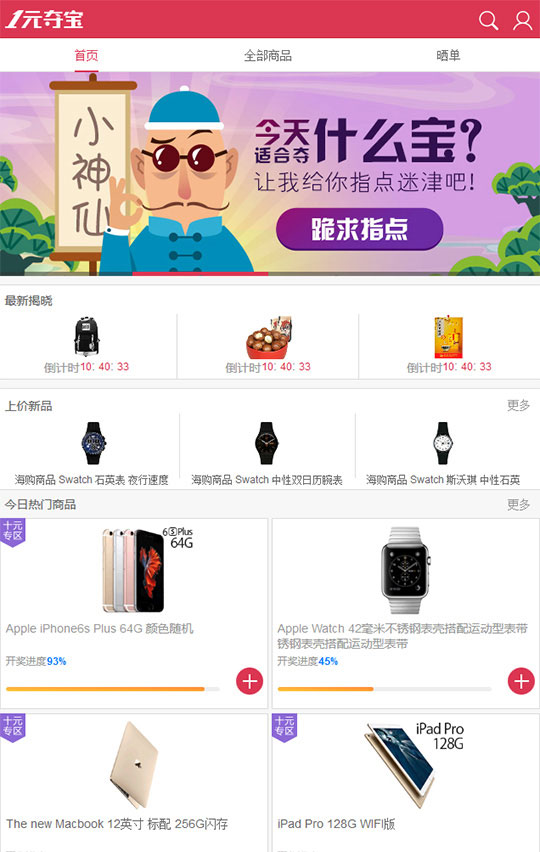 1元夺宝
首页 全部商品 晒单
小神仙
今天适合夺什么宝?
让我给你指点迷津吧!
跪求指点
最新揭晓
倒计时10: 40: 33 倒计时10: 40: 33 倒计时10: 40: 33
上价新品 更多
海购商品 Swatch 石英表 夜行速度 海购商品 Swatch 中性双日历腕表 海购商品 Swatch 斯沃琪 中性石英
今日热门商品 更多
十元专区 6S Plus 64G 十元专区
Apple iPhone6s Plus 64G 颜色随机
开奖进度93%
Apple Watch 42毫米不锈钢表壳搭配运动型表带
锈钢表壳搭配运动型表带
开奖进度45%
十元专区 十元专区 iPad Pro 128G
The new Macbook 12英寸 标配 256G闪存
iPad Pro 128G WIFI版